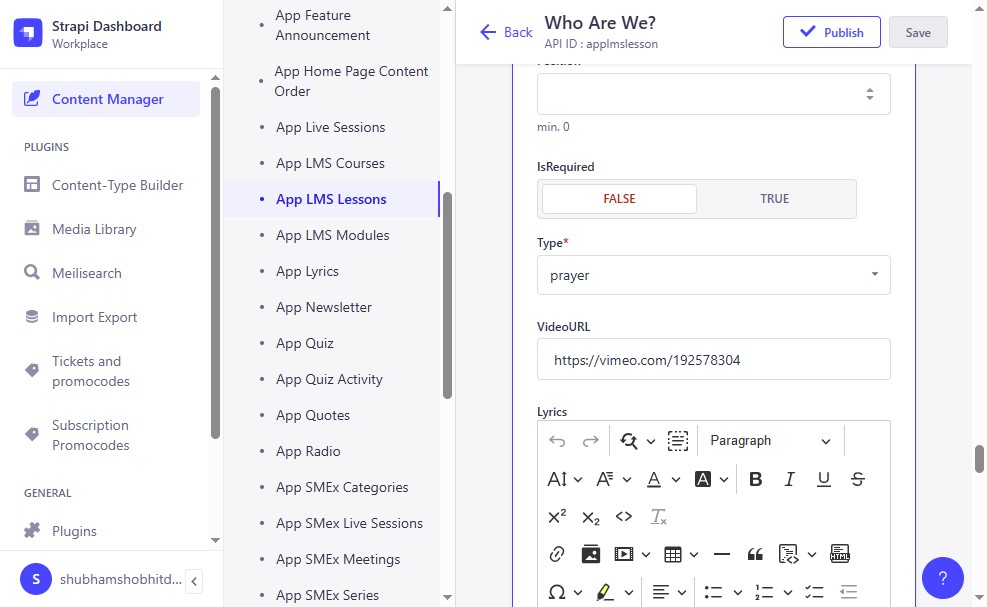 Strapi Dashboard
Workplace
Content Manager
PLUGINS
Content-Type Builder
Media Library
Meilisearch
Import Export
Tickets and
promocodes
Subscription
Promocodes
GENERAL
Plugins
S
shubhamshobhitd...
App Feature
Announcement
App Home Page Content
Order
App Live Sessions
App LMS Courses
App LMS Lessons
App LMS Modules
App Lyrics
App Newsletter
App Quiz
App Quiz Activity
App Quotes
App Radio
App SMEx Categories
App SMex Live Sessions
App SMEx Meetings
App SMEx Series
Back
Who Are We?
API ID : applmslesson
Publish
Save
Position
min. 0
IsRequired
FALSE
TRUE
Type*
prayer
VideoURL
https://vimeo.com/192578304
Lyrics
Paragraph
?